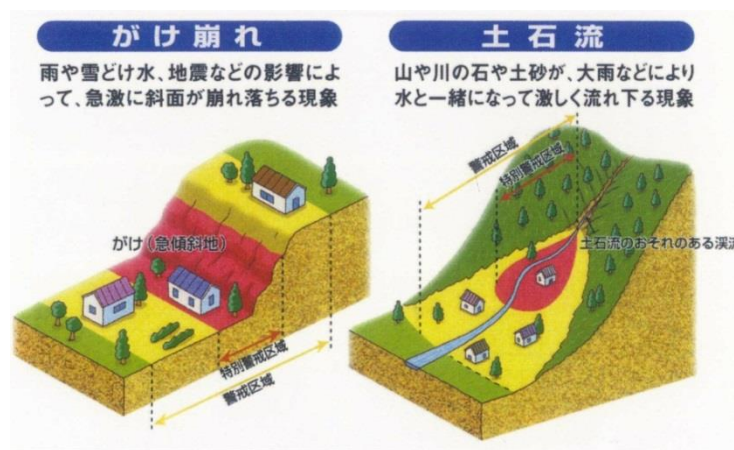 がけ崩れ
雨や雪どけ水、地震などの影響によ
って、急激に斜面が崩れ落ちる現象
がけ（急傾斜地）
特別警戒区域
警戒区域
土石流
山や川の石や土砂が、大雨などにより
水と一緒になって激しく流れ下る現象
警戒区域
特別警戒区域
土石流のおそれのある渓流